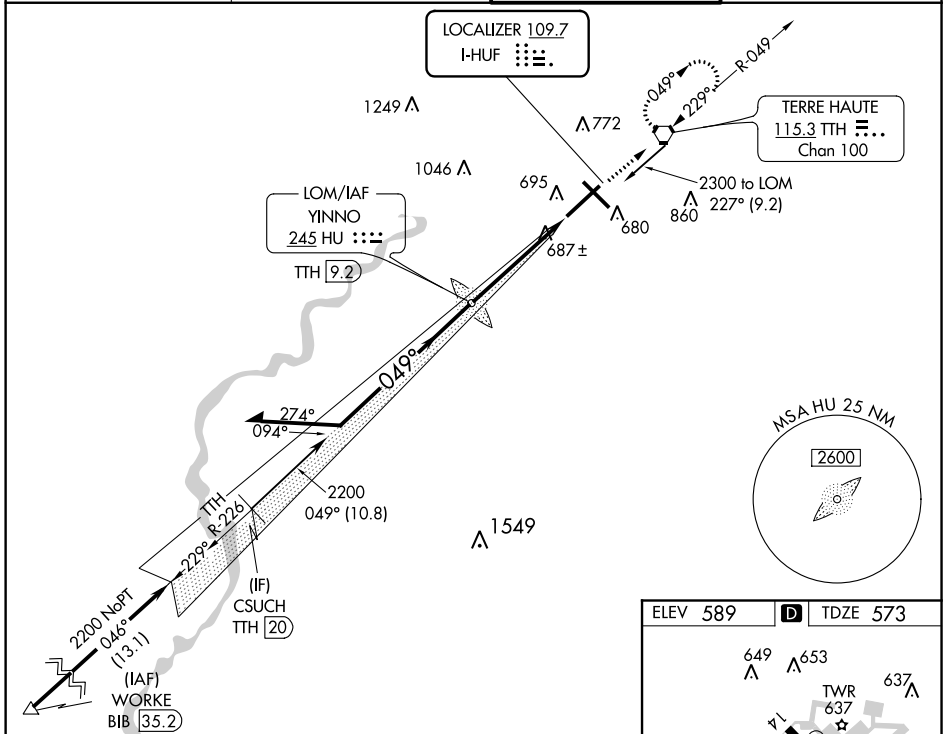 LOCALIZER 109.7
I-HUF
R-049
049°
229°
1249
772
TERRE HAUTE
115.3 TTH
Chan 100
1046
695
2300 to LOM
227° (9.2)
860
680
687 ±
LOM/IAF
YINNO
245 HU
TTH 9.2
049°
274°
094°
MSA HU 25 NM
2600
2200
049° (10.8)
TTH
R-226
229°
1549
(IF)
CSUCH
TTH 20
2200 NoPT
046°
(13.1)
(IAF)
WORKE
BIB 35.2
ELEV 589 D TDZE 573
649
653
637
TWR
637
14